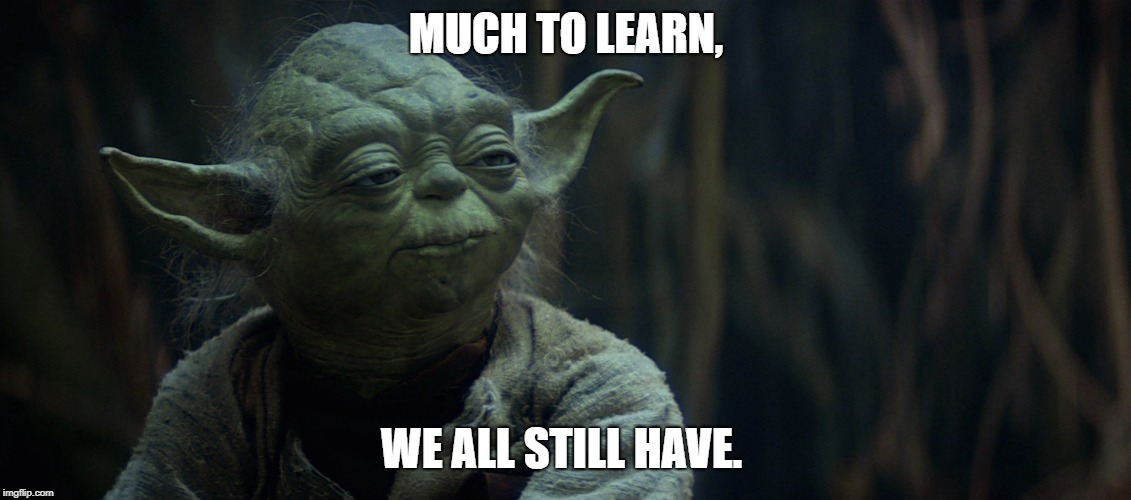 MUCH TO LEARN,
WE ALL STILL HAVE.
imgflip.com